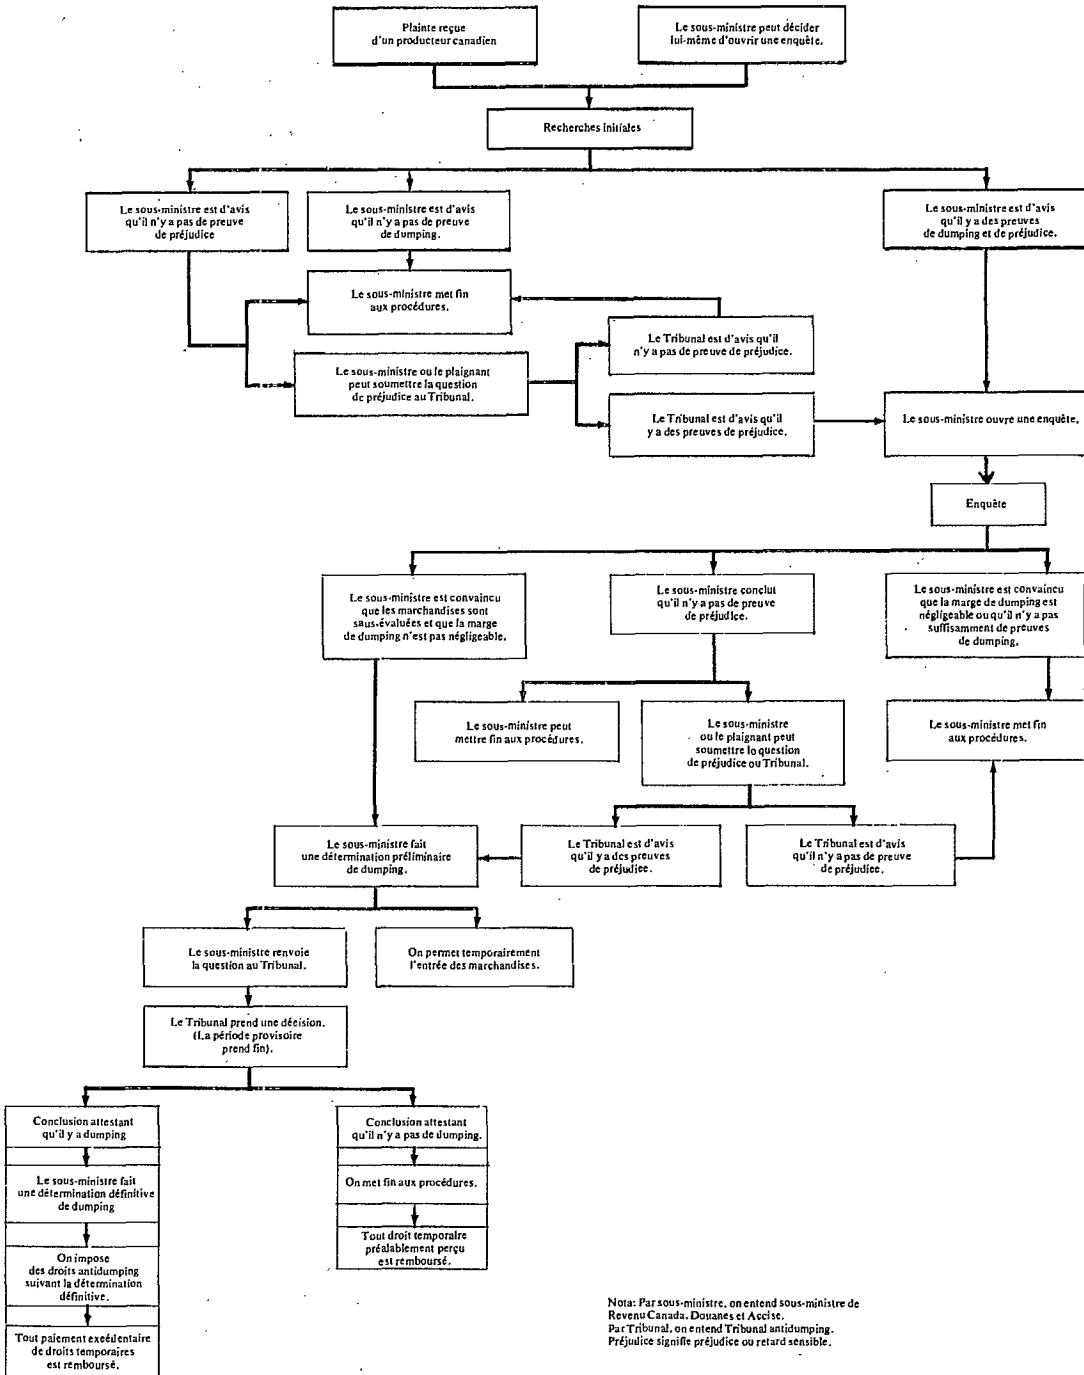 Plainte reçue
d'un producteur canadien
Le sous-ministre peut décider
lui-même d'ouvrir une enquête.
Recherches initiales
Le sous-ministre est d'avis
qu'il n'y a pas de preuve
de préjudice
Le sous-ministre est d'avis
qu'il n'y a pas de preuve
de dumping.
Le sous-ministre est d'avis
qu'il y a des preuves
de dumping et de préjudice.
Le sous-ministre met fin
aux procédures.
Le Tribunal est d'avis qu'il
n'y a pas de preuve de préjudice.
Le sous-ministre ou le plaignant
peut soumettre la question
de préjudice au Tribunal.
Le Tribunal est d'avis qu'il
y a des preuves de préjudice.
Le sous-ministre ouvre une enquête.
Enquête
Le sous-ministre est convaincu
que les marchandises sont
sous-évaluées et que la marge
de dumping n'est pas négligeable.
Le sous-ministre conclut
qu'il n'y a pas de preuve
de préjudice.
Le sous-ministre est convaincu
que la marge de dumping est
négligeable ou qu'il n'y a pas
suffisamment de preuves
de dumping.
Le sous-ministre peut
mettre fin aux procédures.
Le sous-ministre
ou le plaignant peut
soumettre lo question
de préjudice ou Tribunal.
Le sous-ministre met fin
aux procédures.
Le sous-ministre fait
une détermination préliminaire
de dumping.
Le Tribunal est d'avis
qu'il y a des preuves
de préjudice.
Le Tribunal est d'avis
qu'il n'y a pas de preuve
de préjudice.
Le sous-ministre renvoie
la question au Tribunal.
On permet temporairement
l'entrée des marchandises.
Le Tribunal prend une décision.
(La période provisoire
prend fin).
Conclusion attestant
qu'il y a dumping
Conclusion attestant
qu'il n'y a pas de dumping.
Le sous-ministre fait
une détermination définitive
de dumping
On met fin aux procédures.
Tout droit temporaire
préalablement perçu
est remboursé.
On impose
des droits antidumping
suivant la détermination
définitive.
Tout paiement excédentaire
de droits temporaires
est remboursé.
Nota: Par sous-ministre, on entend sous-ministre de
Revenu Canada, Douanes et Accise.
Par Tribunal, on entend Tribunal antidumping.
Préjudice signifie préjudice ou retard sensible.